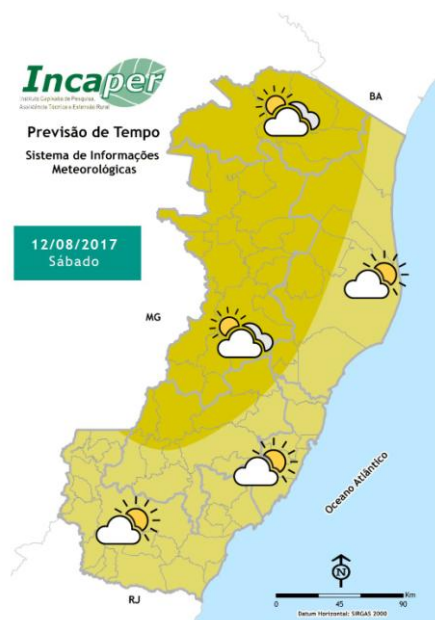 Incaper
Instituto Capixaba de Pesquisa,
Assistência Técnica e Extensão Rural
Previsão de Tempo
Sistema de Informações
Meteorológicas
12/08/2017
Sábado
BA
MG
Oceano Atlântico
RJ
N
Km
0 45 90
Datum Horizontal: SIRGAS 2000